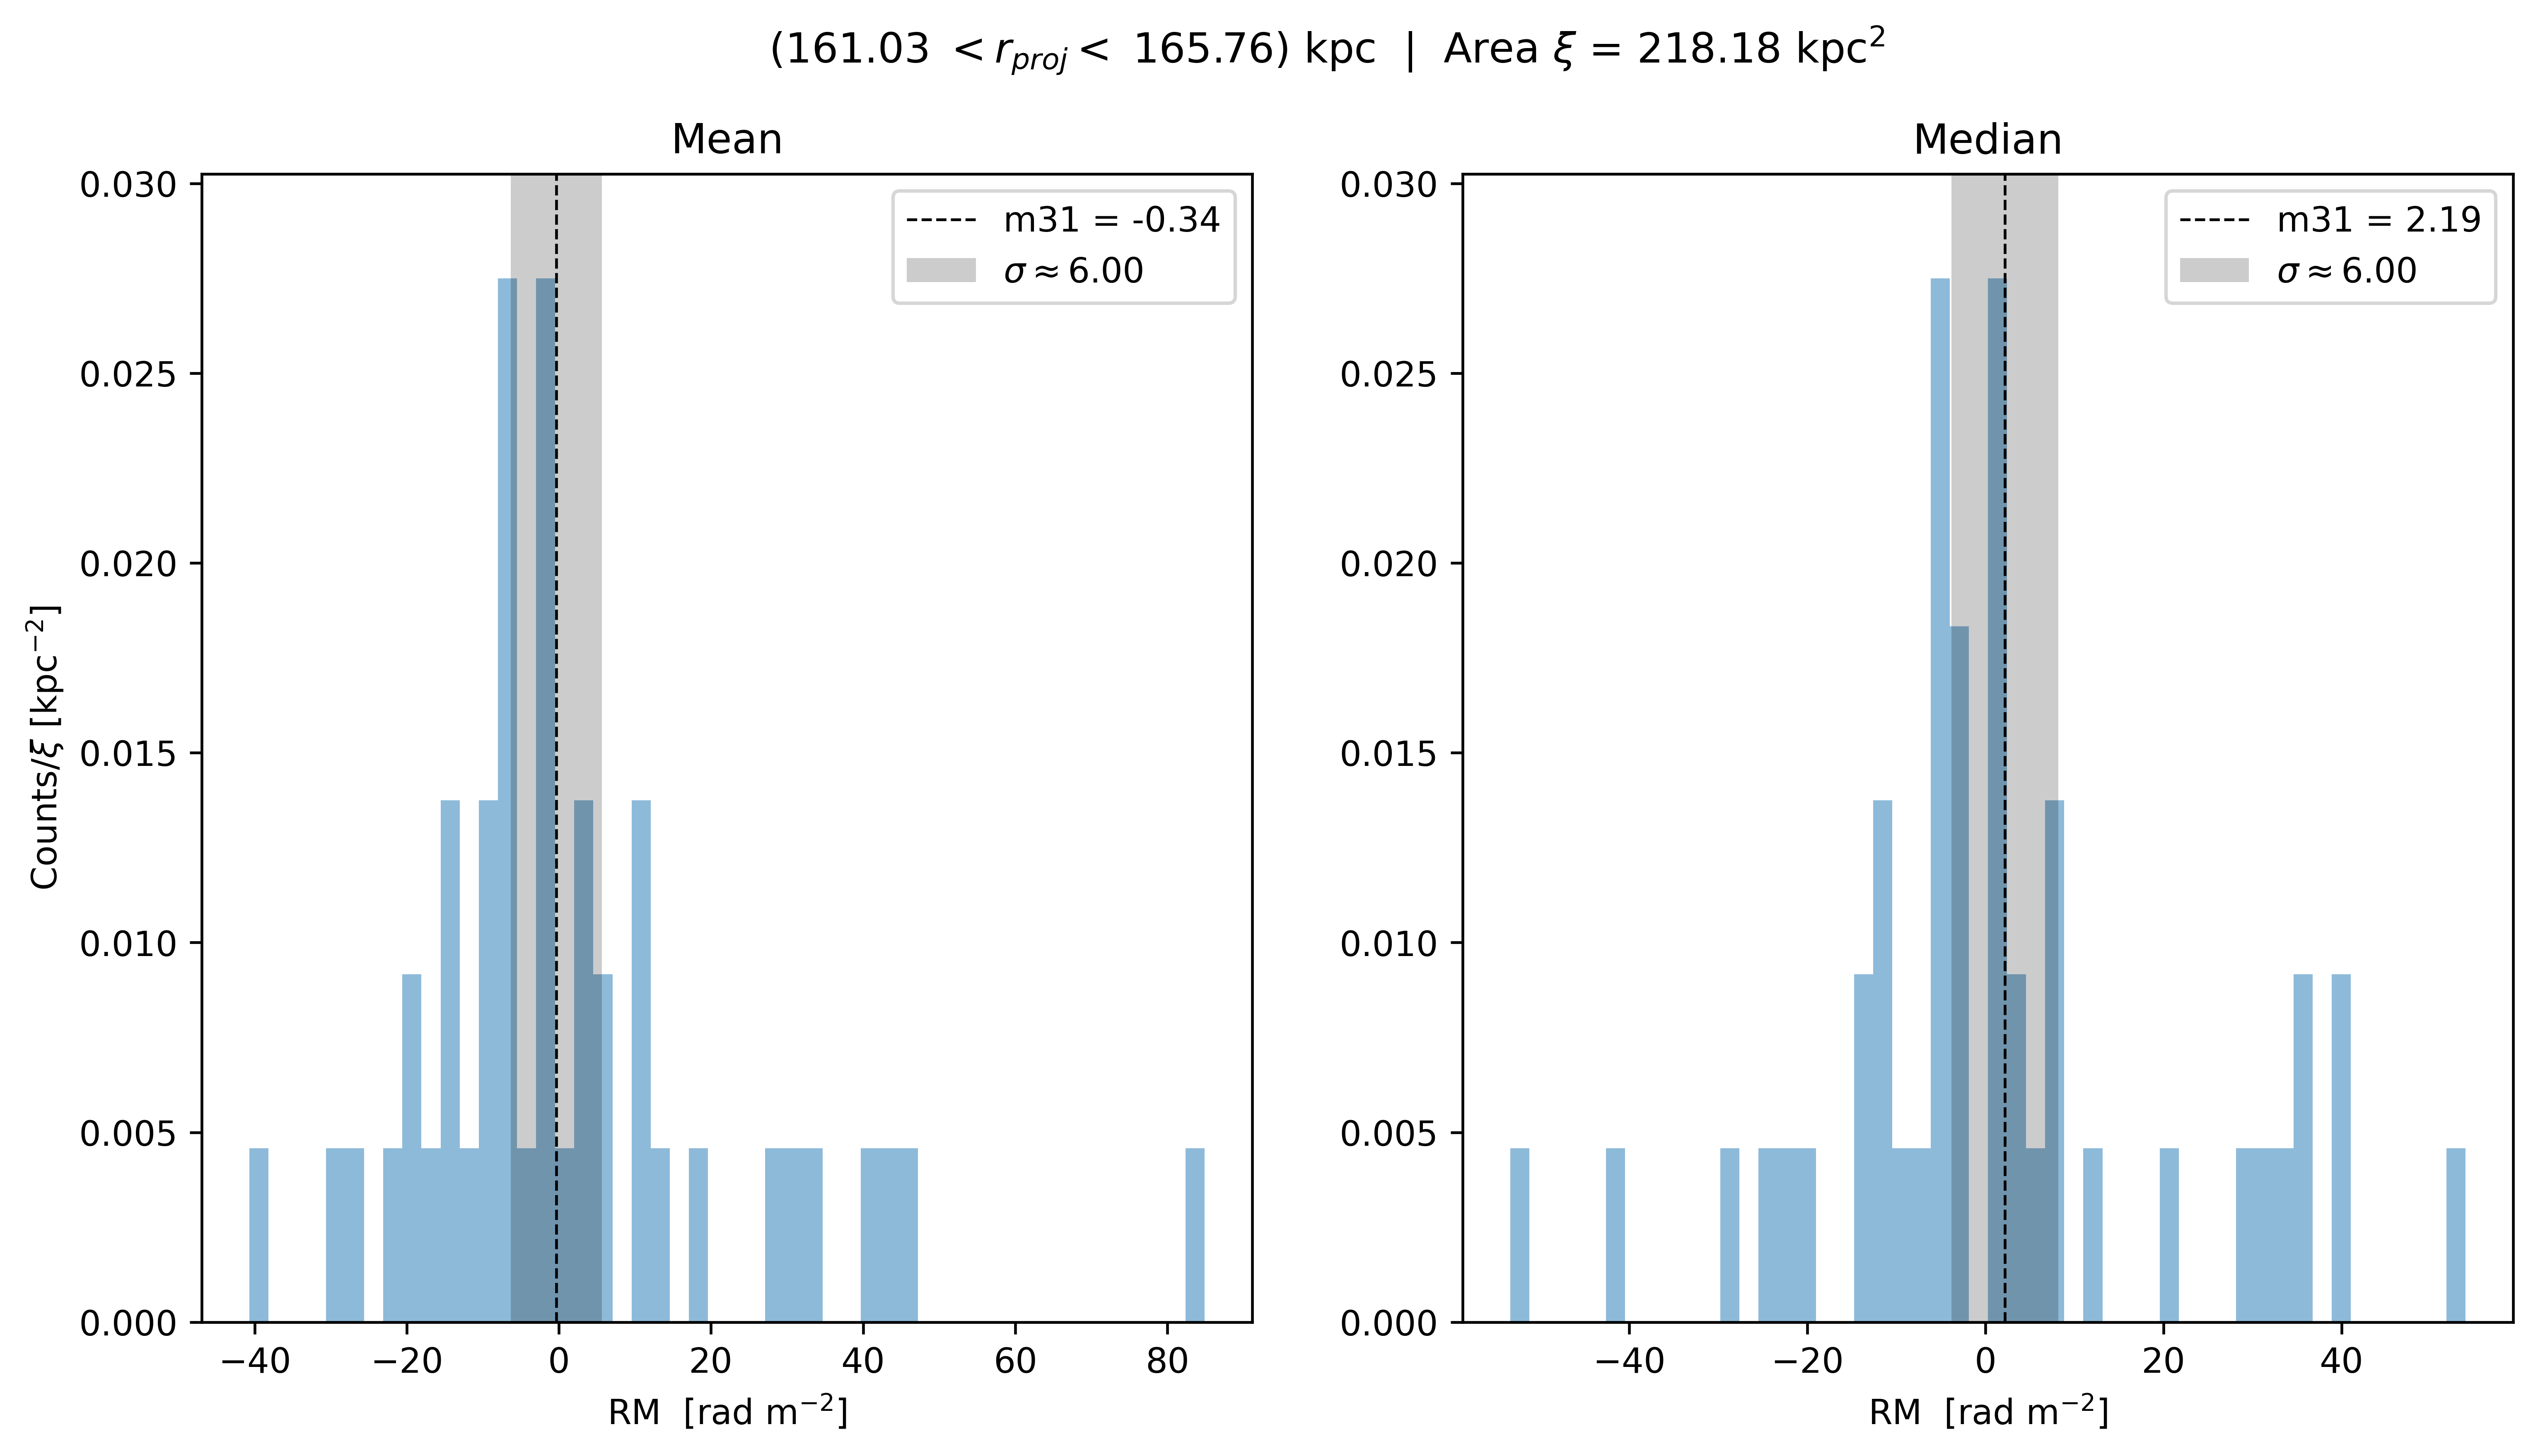 (161.03 < r_proj < 165.76) kpc | Area ξ = 218.18 kpc²
Mean
Median
0.030
0.025
0.020
0.015
0.010
0.005
0.000
Counts/ξ [kpc⁻²]
m31 = -0.34
σ ≈ 6.00
−40 −20 0 20 40 60 80
RM [rad m⁻²]
0.030
0.025
0.020
0.015
0.010
0.005
0.000
m31 = 2.19
σ ≈ 6.00
−40 −20 0 20 40
RM [rad m⁻²]